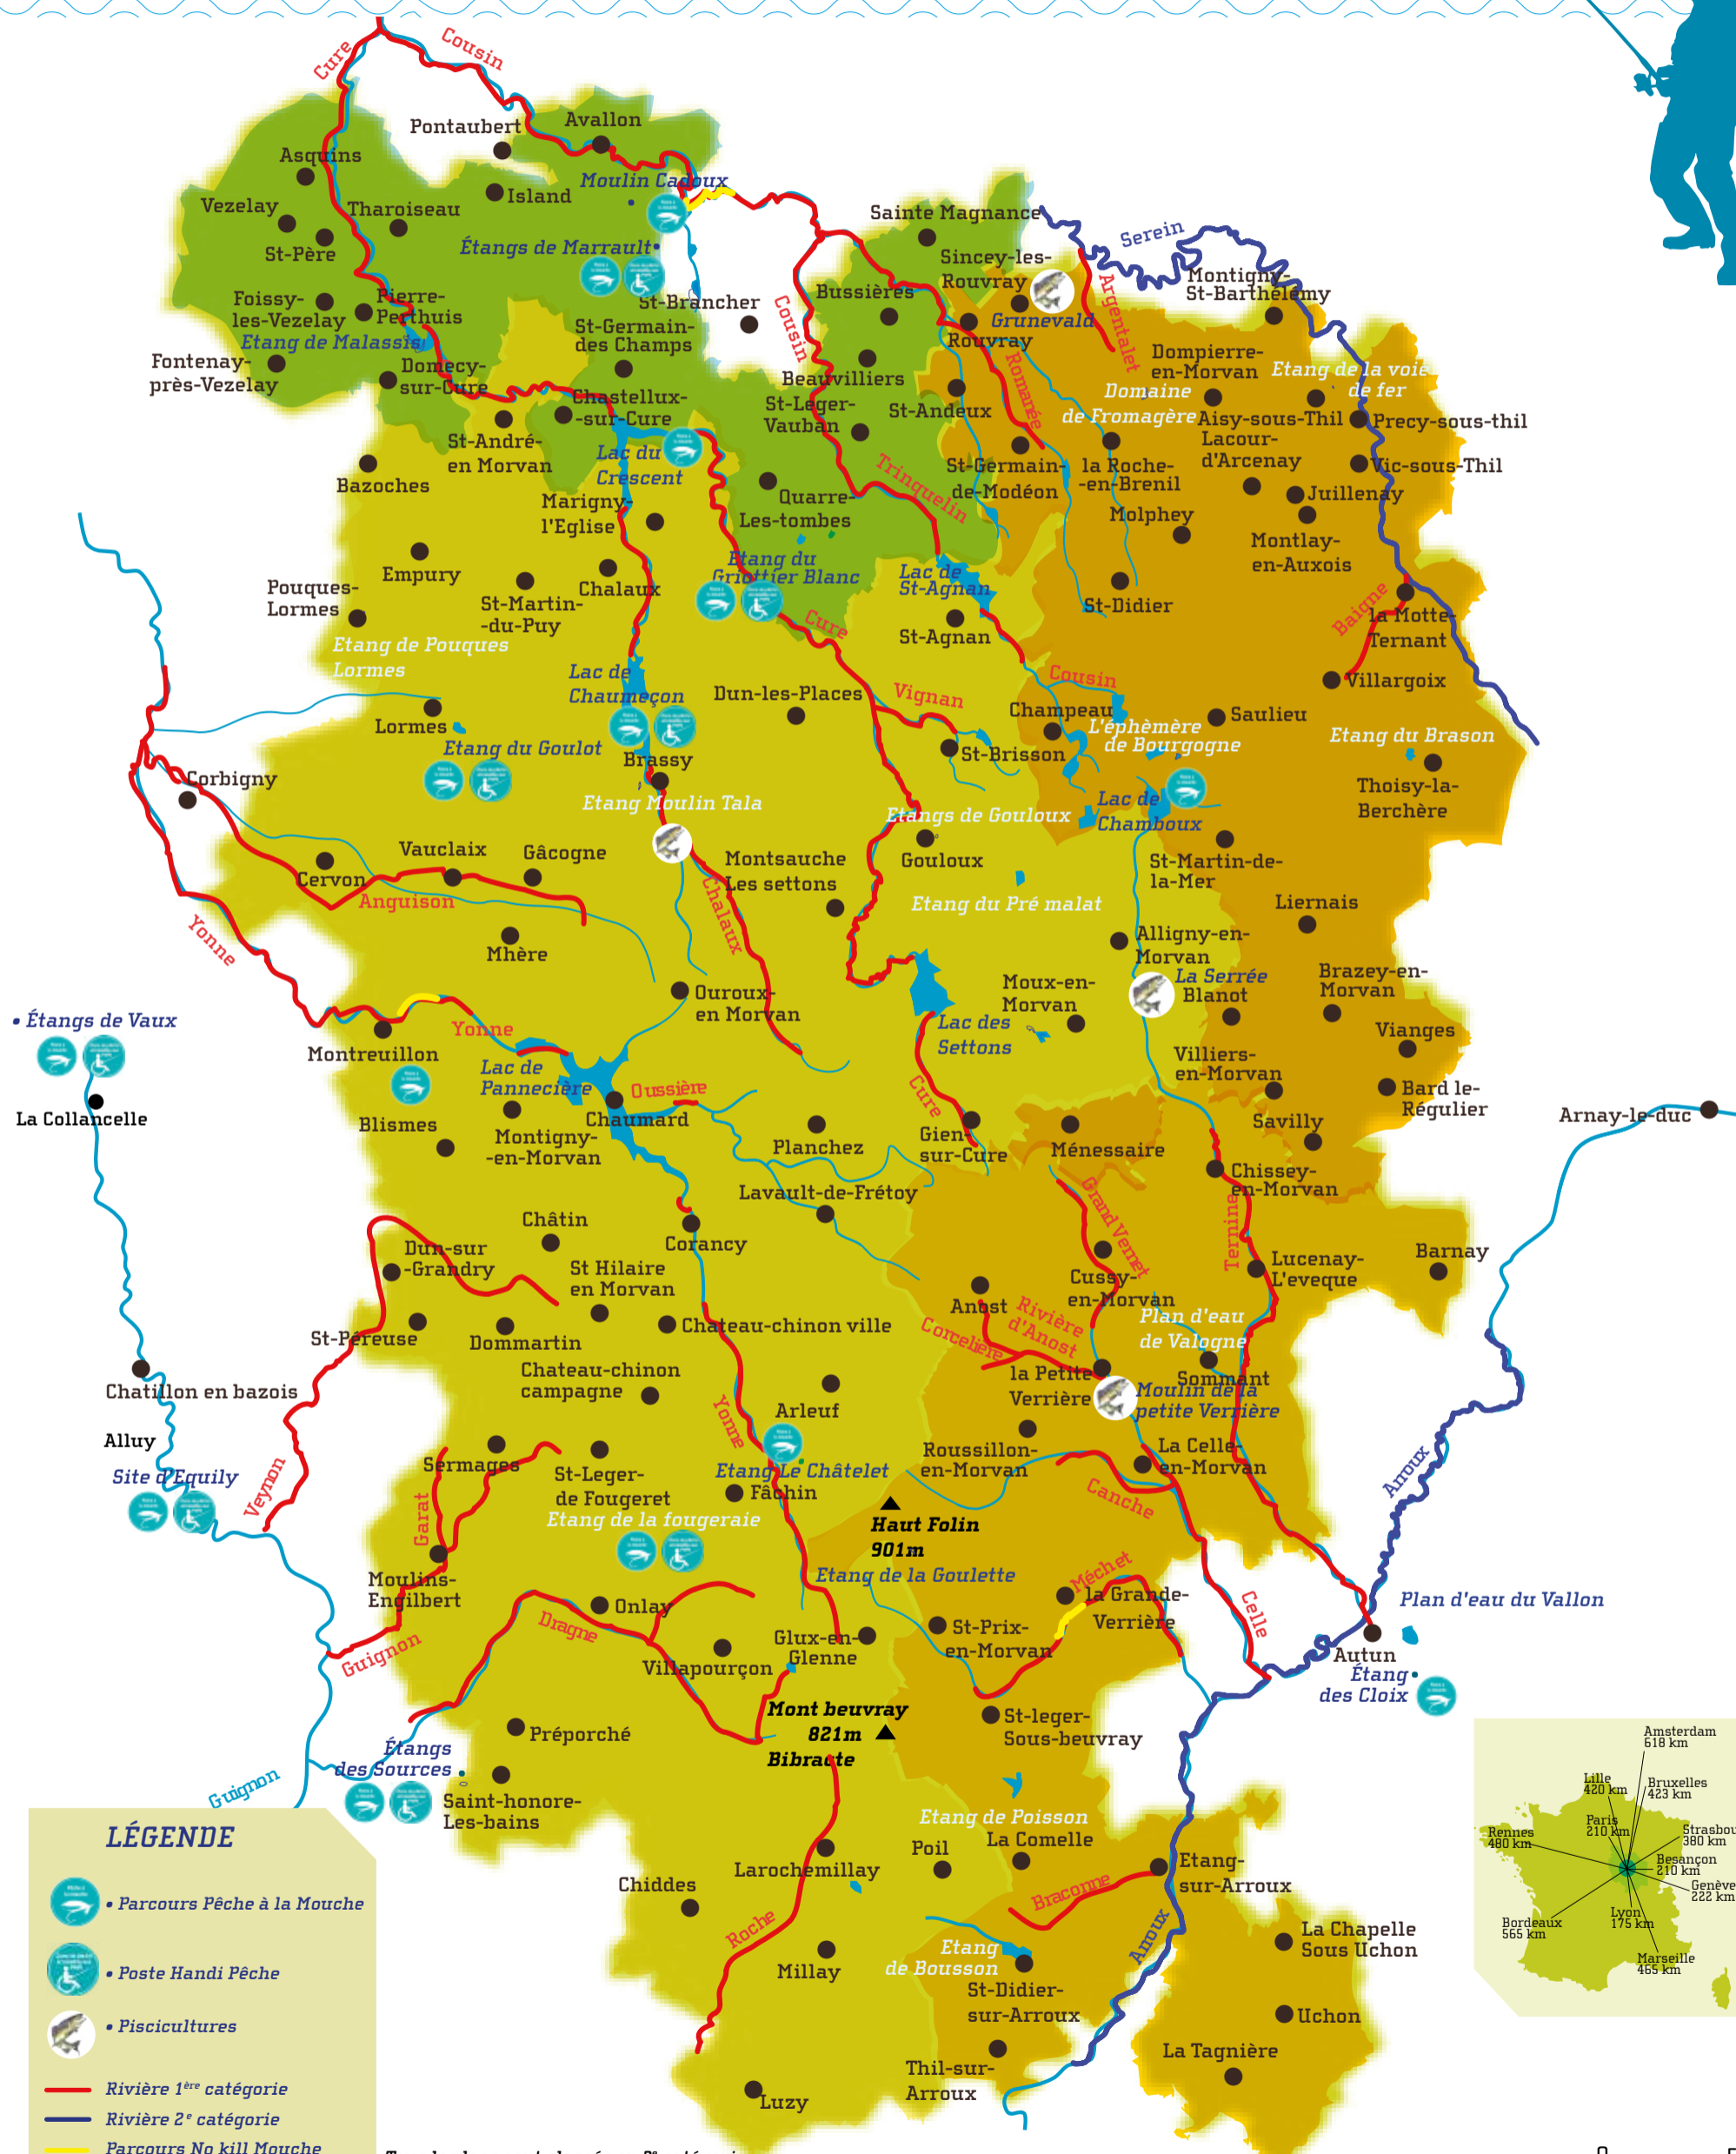 Cure
Cousin
Pontaubert
Avallon
Asquins
Moulin Cadoux
Island
Vezelay
Tharoiseau
St-Père
Étangs de Marrault
Sainte Magnance
Serein
Sincey-les-
Rouvray
Argentalet
Montigny-
St-Barthélémy
Foissy-
les-Vezelay
Pierre-
Perthuis
St-Brancher
Cousin
Bussières
Grunevald
Rouvray
Etang de Malassis
St-Germain-
des Champs
Fontenay-
près-Vezelay
Domecy-
sur-Cure
Beauvilliers
Romanée
Dompierre-
en-Morvan
Etang de la voie
de fer
Domaine
de Fromagère
Chastellux-
-sur-Cure
St-Leger-
Vauban
St-Andeux
Aisy-sous-Thil
Precy-sous-thil
St-André-
en Morvan
Lac du
Crescent
Trinquelin
St-Germain-
de-Modéon
la Roche-
-en-Brenil
Lacour-
d'Arcenay
Vic-sous-Thil
Bazoches
Marigny-
l'Eglise
Quarre-
Les-tombes
Juillenay
Molphey
Montlay-
en-Auxois
Empury
Chalaux
Etang du
Griottier Blanc
Lac de
St-Agnan
Pouques-
Lormes
St-Martin-
-du-Puy
St-Didier
Baigne
la Motte-
Ternant
Cure
St-Agnan
Etang de Pouques
Lormes
Lac de
Chaumeçon
Dun-les-Places
Vignan
Cousin
Villargoix
Champeau
Saulieu
Lormes
Etang du Goulot
Brassy
St-Brisson
L'éphèmère
de Bourgogne
Etang du Brason
Corbigny
Etang Moulin Tala
Etangs de Gouloux
Lac de
Chamboux
Thoisy-la-
Berchère
Vauclaix
Gâcogne
Montsauche
Les settons
Gouloux
St-Martin-de-
la-Mer
Cervon
Anguison
Chalaux
Etang du Pré malat
Liernais
Yonne
Mhère
Alligny-en-
Morvan
La Serrée
Blanot
Brazey-en-
Morvan
Ouroux-
en Morvan
Moux-en-
Morvan
Étangs de Vaux
Yonne
Lac des
Settons
Vianges
Montreuillon
Lac de
Pannecière
Oussière
Villiers-
en-Morvan
Bard le-
Régulier
La Collancelle
Cure
Arnay-le-duc
Blismes
Chaumard
Savilly
Montigny-
-en-Morvan
Planchez
Gien-
sur-Cure
Ménessaire
Chissey-
en-Morvan
Lavault-de-Frétoy
Grand Vernet
Ternine
Châtin
Corancy
Dun-sur
-Grandry
St Hilaire
en Morvan
Cussy-
en-Morvan
Lucenay-
L'eveque
Barnay
St-Péreuse
Dommartin
Chateau-chinon ville
Anost
Rivière
d'Anost
Corcelière
Plan d'eau
de Valogne
Chateau-chinon
campagne
la Petite
Verrière
Sommant
Moulin de la
petite Verrière
Chatillon en bazois
Yonne
Arleuf
Alluy
Roussillon-
en-Morvan
La Celle-
en-Morvan
Arroux
Sermages
St-Leger-
de Fougeret
Etang Le Châtelet
Fâchin
Site d'Equily
Veynon
Garat
Canche
Etang de la fougeraie
Haut Folin
901m
Moulins-
Engilbert
Etang de la Goulette
Méchet
la Grande-
Verrière
Celle
Plan d'eau du Vallon
Onlay
Dragne
Guignon
Villapourçon
Glux-en-
Glenne
St-Prix-
en-Morvan
Autun
Étang
des Cloix
Mont beuvray
821m
Bibracte
St-leger-
Sous-beuvray
Préporché
Étangs
des Sources
Guignon
Saint-honore-
Les-bains
Etang de Poisson
Poil
La Comelle
Larochemillay
Etang-
sur-Arroux
Chiddes
Braconne
Roche
Arroux
La Chapelle
Sous Uchon
Etang
de Bousson
Millay
St-Didier-
sur-Arroux
Uchon
Thil-sur-
Arroux
La Tagnière
Luzy
Amsterdam
618 km
Lille
420 km
Bruxelles
423 km
Paris
210 km
Rennes
480 km
Strasbou
380 km
Besançon
210 km
Genève
222 km
Lyon
175 km
Bordeaux
565 km
Marseille
465 km
LÉGENDE
• Parcours Pêche à la Mouche
• Poste Handi Pêche
• Piscicultures
Rivière 1ère catégorie
Rivière 2e catégorie
Parcours No kill Mouche